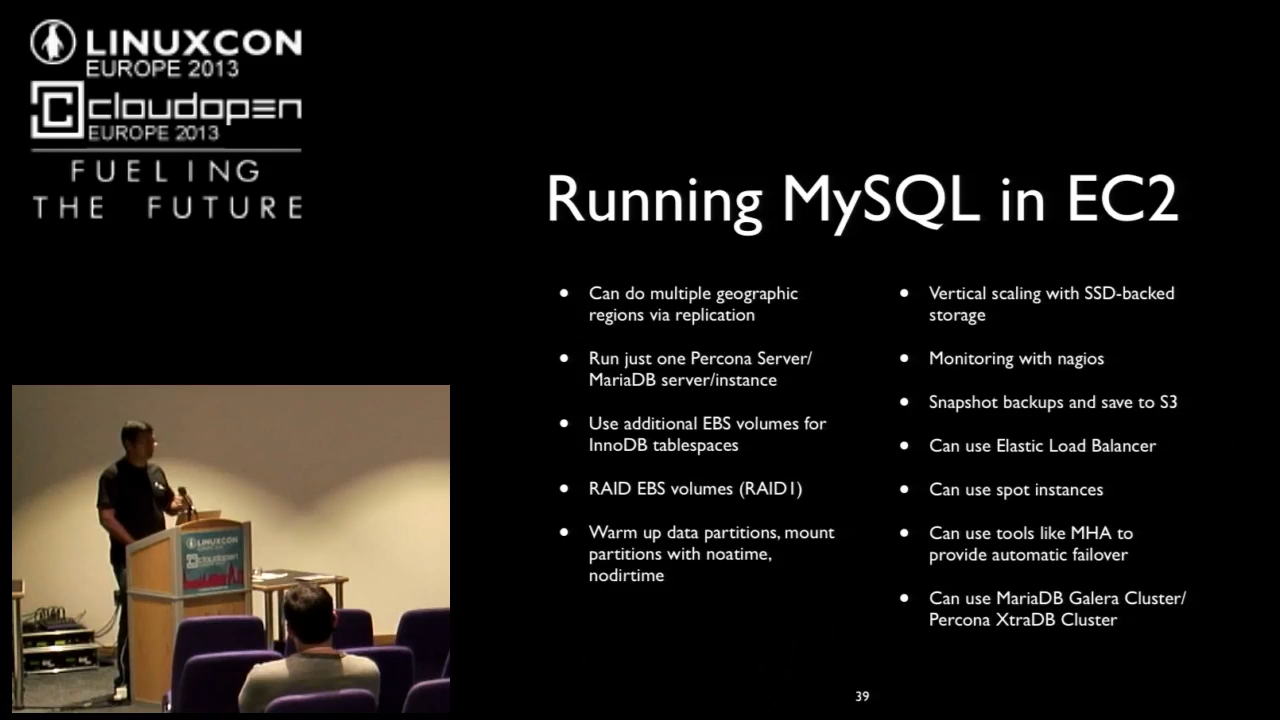 LINUXCON
EUROPE 2013
cloudopen
EUROPE 2013
FUELING
THE FUTURE
Running MySQL in EC2
• Can do multiple geographic
regions via replication
• Run just one Percona Server/
MariaDB server/instance
• Use additional EBS volumes for
InnoDB tablespaces
• RAID EBS volumes (RAID1)
• Warm up data partitions, mount
partitions with noatime,
nodirtime
• Vertical scaling with SSD-backed
storage
• Monitoring with nagios
• Snapshot backups and save to S3
• Can use Elastic Load Balancer
• Can use spot instances
• Can use tools like MHA to
provide automatic failover
• Can use MariaDB Galera Cluster/
Percona XtraDB Cluster
39
LINUXCON
cloudopen